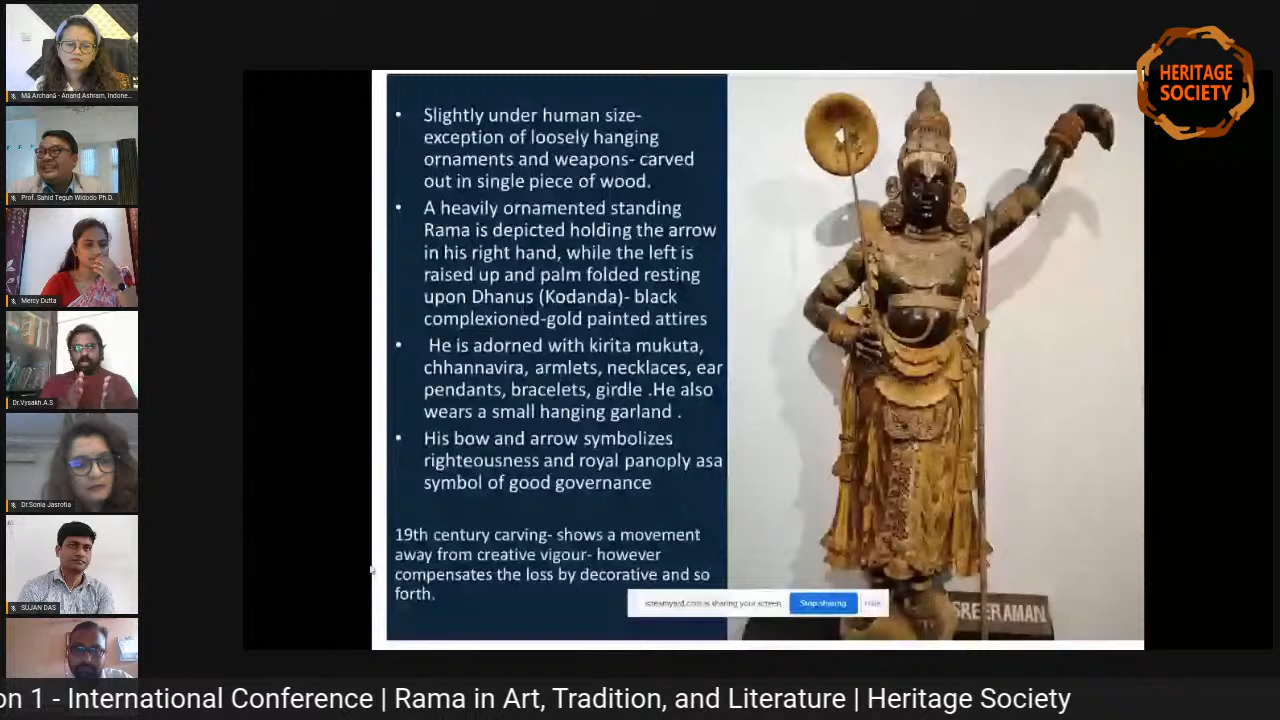 Mā Archanā - Anand Ashram, Indone...
Prof. Sahid Teguh Widodo Ph.D.
Mercy Dutta
Dr.Vysakh.A.S
Dr.Sonia Jasrotia
SUJAN DAS
• Slightly under human size-
exception of loosely hanging
ornaments and weapons- carved
out in single piece of wood.
• A heavily ornamented standing
Rama is depicted holding the arrow
in his right hand, while the left is
raised up and palm folded resting
upon Dhanus (Kodanda)- black
complexioned-gold painted attires
• He is adorned with kirita mukuta,
chhannavira, armlets, necklaces, ear
pendants, bracelets, girdle .He also
wears a small hanging garland .
• His bow and arrow symbolizes
righteousness and royal panoply asa
symbol of good governance
19th century carving- shows a movement
away from creative vigour- however
compensates the loss by decorative and so
forth.
streamyard.com is sharing your screen.
Stop sharing
Hide
SREERAMAN
HERITAGE
SOCIETY
on 1 - International Conference | Rama in Art, Tradition, and Literature | Heritage Society